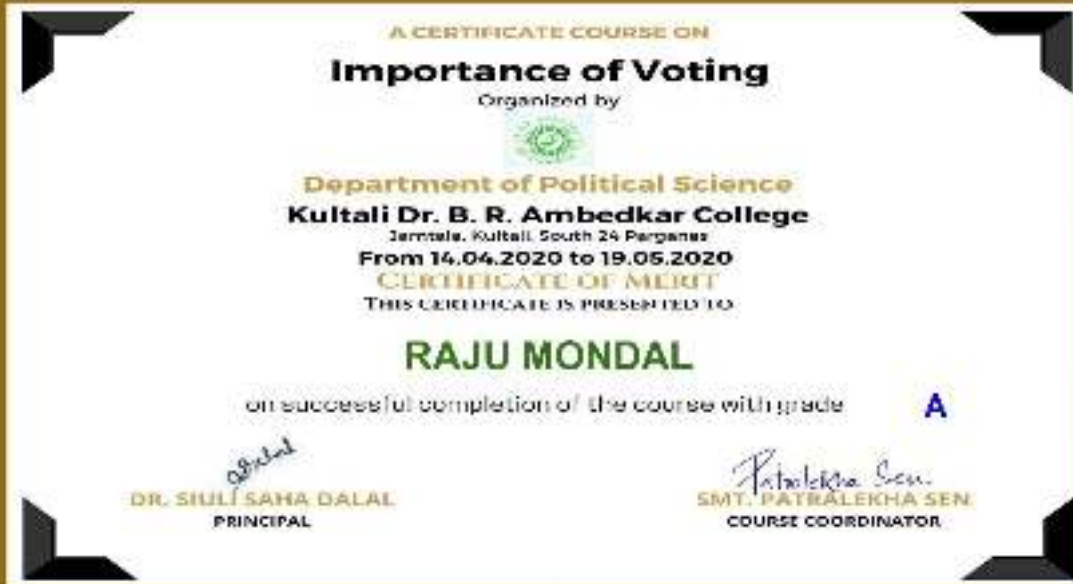 A CERTIFICATE COURSE ON
Importance of Voting
Organized by
Department of Political Science
Kultali Dr. B. R. Ambedkar College
Jamtala, Kultali, South 24 Parganas
From 14.04.2020 to 19.05.2020
CERTIFICATE OF MERIT
THIS CERTIFICATE IS PRESENTED TO
RAJU MONDAL
on successful completion of the course with grade A
Patralekha Sen.
DR. SIULI SAHA DALAL
SMT. PATRALEKHA SEN
PRINCIPAL
COURSE COORDINATOR